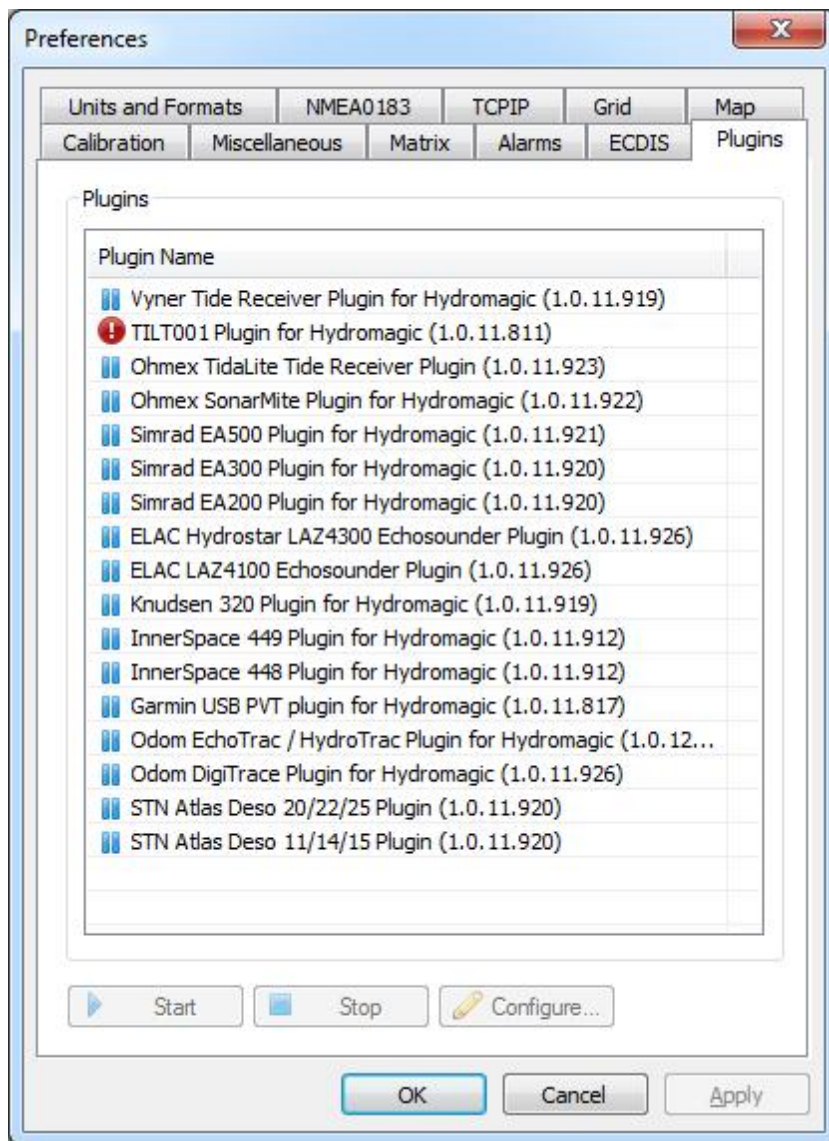 Preferences
Units and Formats NMEA0183 TCPIP Grid Map
Calibration Miscellaneous Matrix Alarms ECDIS Plugins
Plugins
Plugin Name
Vyner Tide Receiver Plugin for Hydromagic (1.0.11.919)
TILT001 Plugin for Hydromagic (1.0.11.811)
Ohmex TidaLite Tide Receiver Plugin (1.0.11.923)
Ohmex SonarMite Plugin for Hydromagic (1.0.11.922)
Simrad EA500 Plugin for Hydromagic (1.0.11.921)
Simrad EA300 Plugin for Hydromagic (1.0.11.920)
Simrad EA200 Plugin for Hydromagic (1.0.11.920)
ELAC Hydrostar LAZ4300 Echosounder Plugin (1.0.11.926)
ELAC LAZ4100 Echosounder Plugin (1.0.11.926)
Knudsen 320 Plugin for Hydromagic (1.0.11.919)
InnerSpace 449 Plugin for Hydromagic (1.0.11.912)
InnerSpace 448 Plugin for Hydromagic (1.0.11.912)
Garmin USB PVT plugin for Hydromagic (1.0.11.817)
Odom EchoTrac / HydroTrac Plugin for Hydromagic (1.0.12...
Odom DigiTrace Plugin for Hydromagic (1.0.11.926)
STN Atlas Deso 20/22/25 Plugin (1.0.11.920)
STN Atlas Deso 11/14/15 Plugin (1.0.11.920)
Start Stop Configure...
OK Cancel Apply